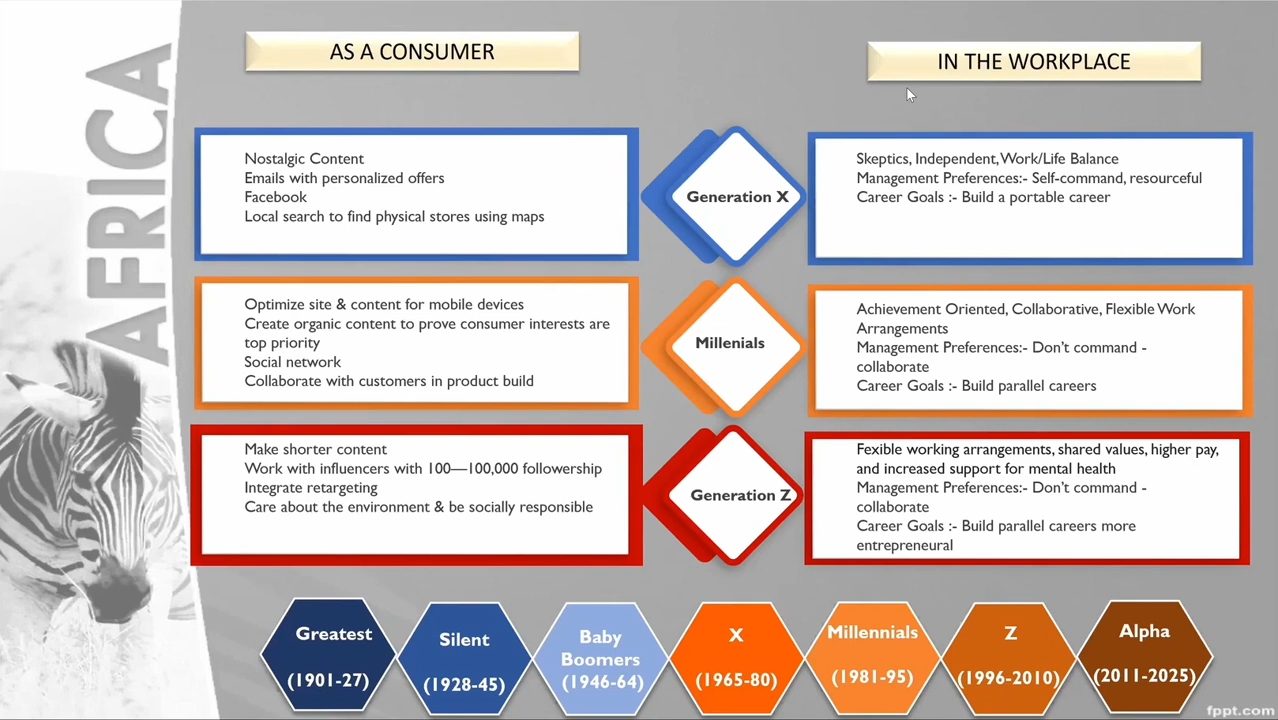 AFRICA
AS A CONSUMER
IN THE WORKPLACE
Nostalgic Content
Emails with personalized offers
Facebook
Local search to find physical stores using maps
Generation X
Skeptics, Independent, Work/Life Balance
Management Preferences:- Self-command, resourceful
Career Goals :- Build a portable career
Optimize site & content for mobile devices
Create organic content to prove consumer interests are
top priority
Social network
Collaborate with customers in product build
Millenials
Achievement Oriented, Collaborative, Flexible Work
Arrangements
Management Preferences:- Don't command -
collaborate
Career Goals :- Build parallel careers
Make shorter content
Work with influencers with 100—100,000 followership
Integrate retargeting
Care about the environment & be socially responsible
Generation Z
Fexible working arrangements, shared values, higher pay,
and increased support for mental health
Management Preferences:- Don't command -
collaborate
Career Goals :- Build parallel careers more
entrepreneural
Greatest
(1901-27)
Silent
(1928-45)
Baby
Boomers
(1946-64)
X
(1965-80)
Millennials
(1981-95)
Z
(1996-2010)
Alpha
(2011-2025)
fppt.com